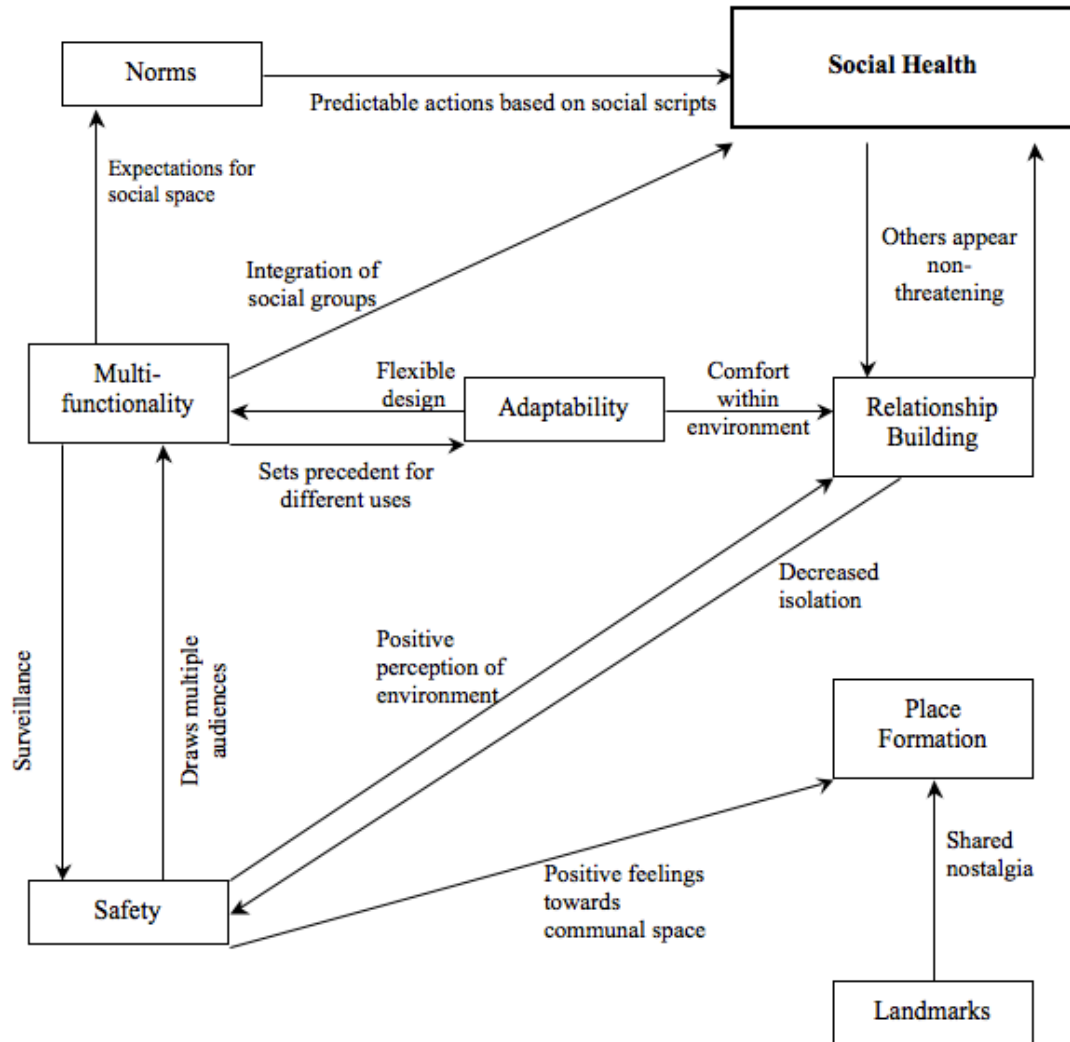 Norms
Social Health
Predictable actions based on social scripts
Expectations for
social space
Others appear
non-
threatening
Integration of
social groups
Multi-
functionality
Flexible
design
Adaptability
Comfort
within
environment
Relationship
Building
Sets precedent for
different uses
Decreased
isolation
Positive
perception of
environment
Surveillance
Draws multiple
audiences
Place
Formation
Shared
nostalgia
Positive feelings
towards
communal space
Safety
Landmarks